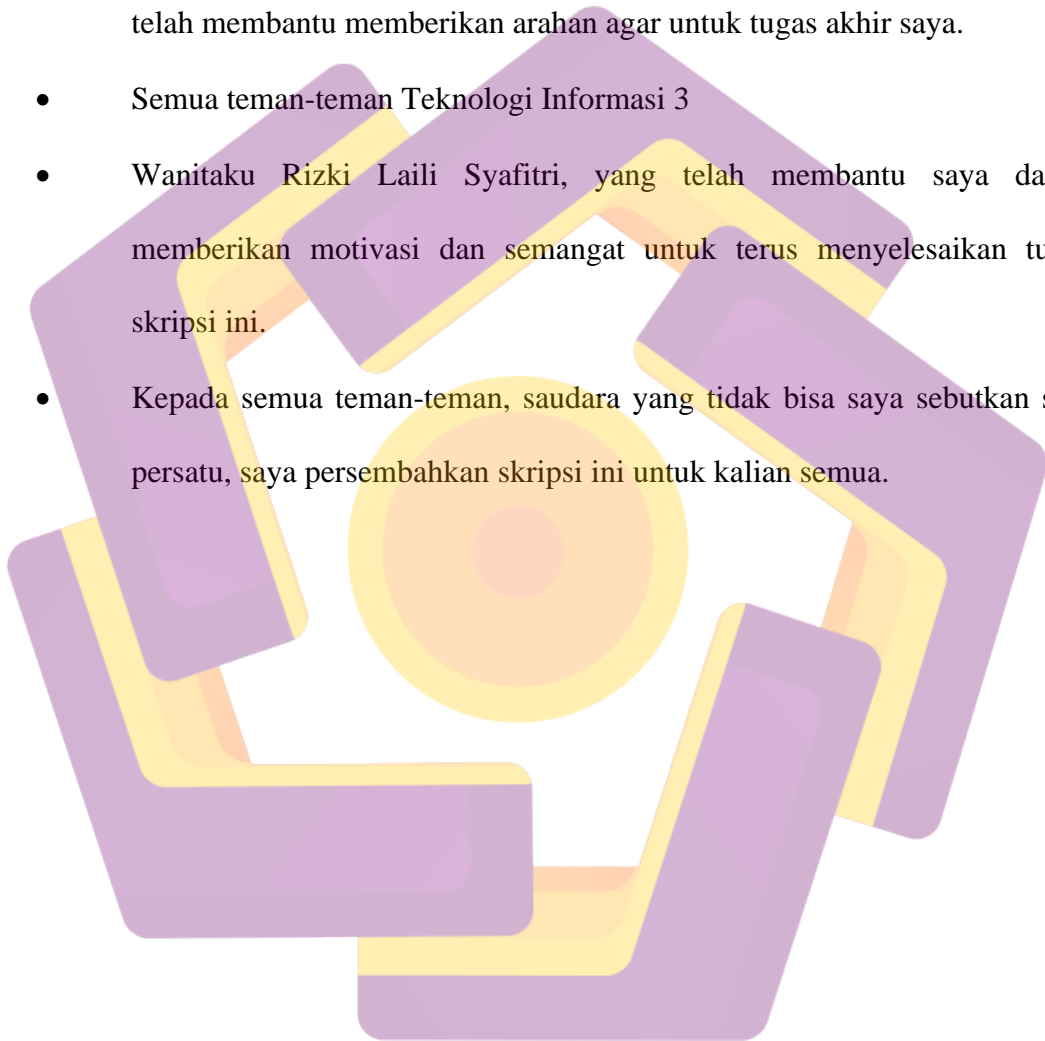 telah membantu memberikan arahan agar untuk tugas akhir saya.
• Semua teman-teman Teknologi Informasi 3
• Wanitaku Rizki Laili Syafitri, yang telah membantu saya da
memberikan motivasi dan semangat untuk terus menyelesaikan tu
skripsi ini.
• Kepada semua teman-teman, saudara yang tidak bisa saya sebutkan s
persatu, saya persembahkan skripsi ini untuk kalian semua.